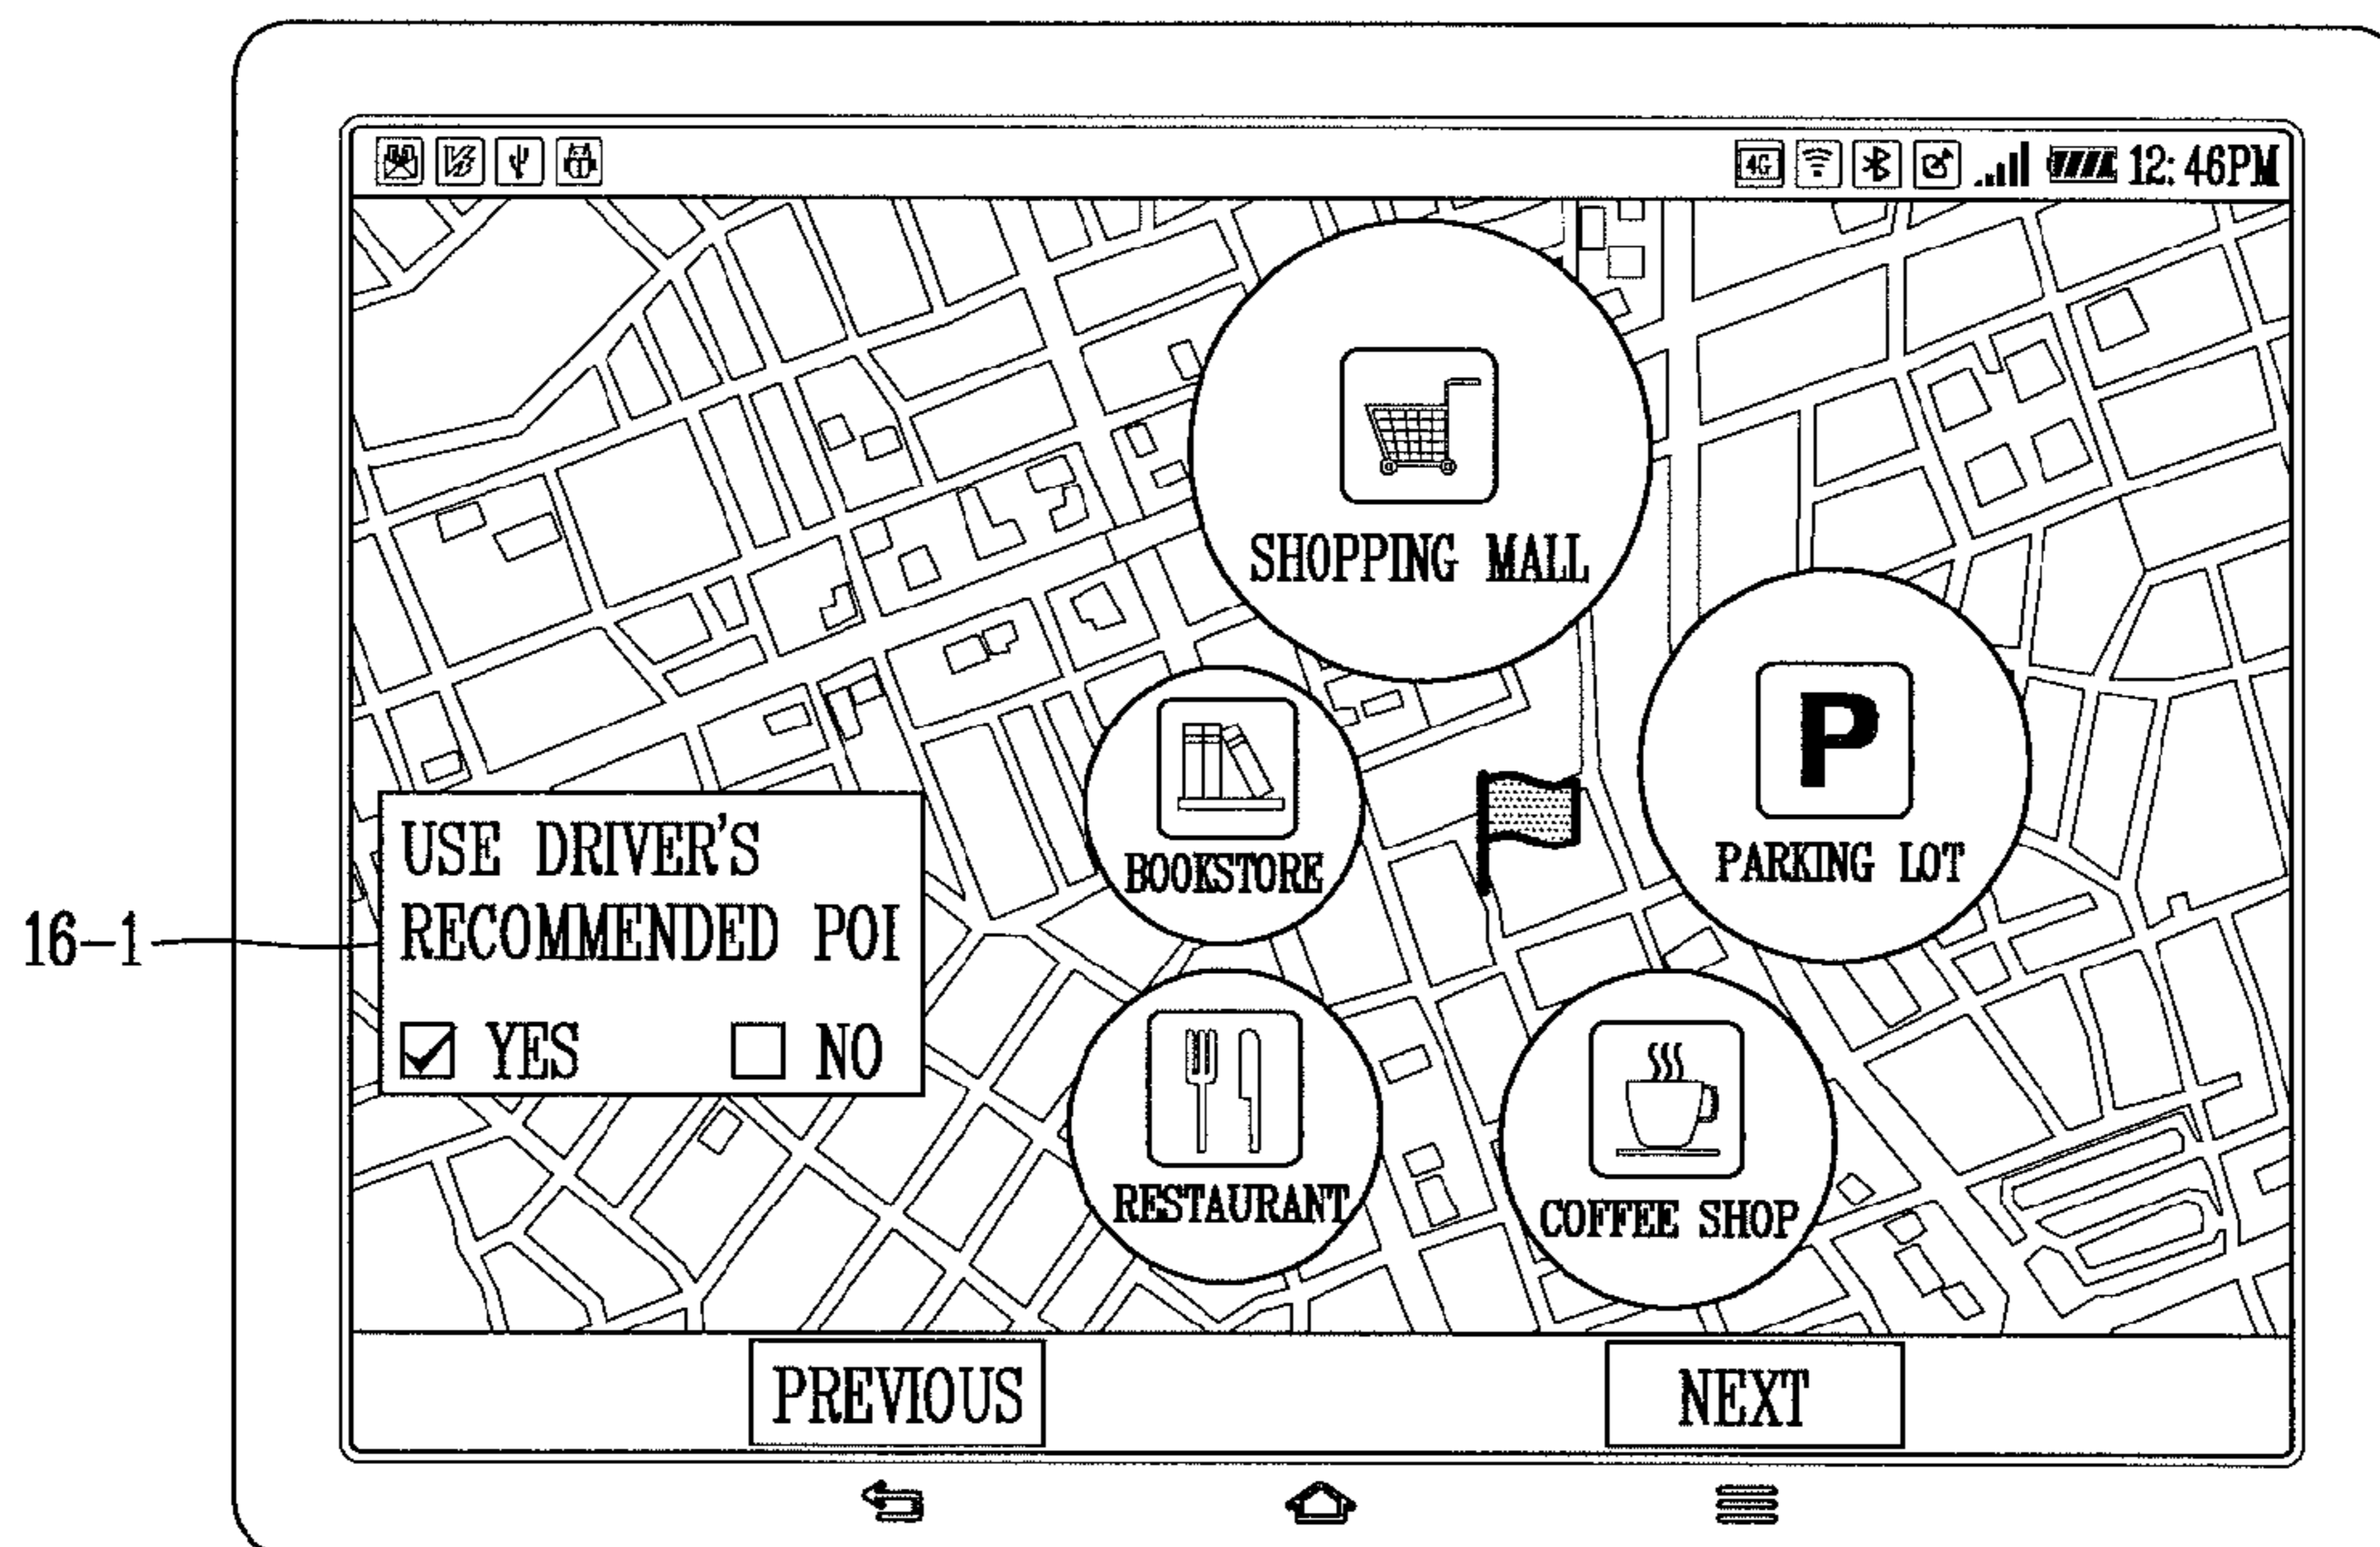 4G
12:46PM
SHOPPING MALL
P
PARKING LOT
BOOKSTORE
USE DRIVER'S
RECOMMENDED POI
YES NO
16-1
RESTAURANT
COFFEE SHOP
PREVIOUS
NEXT